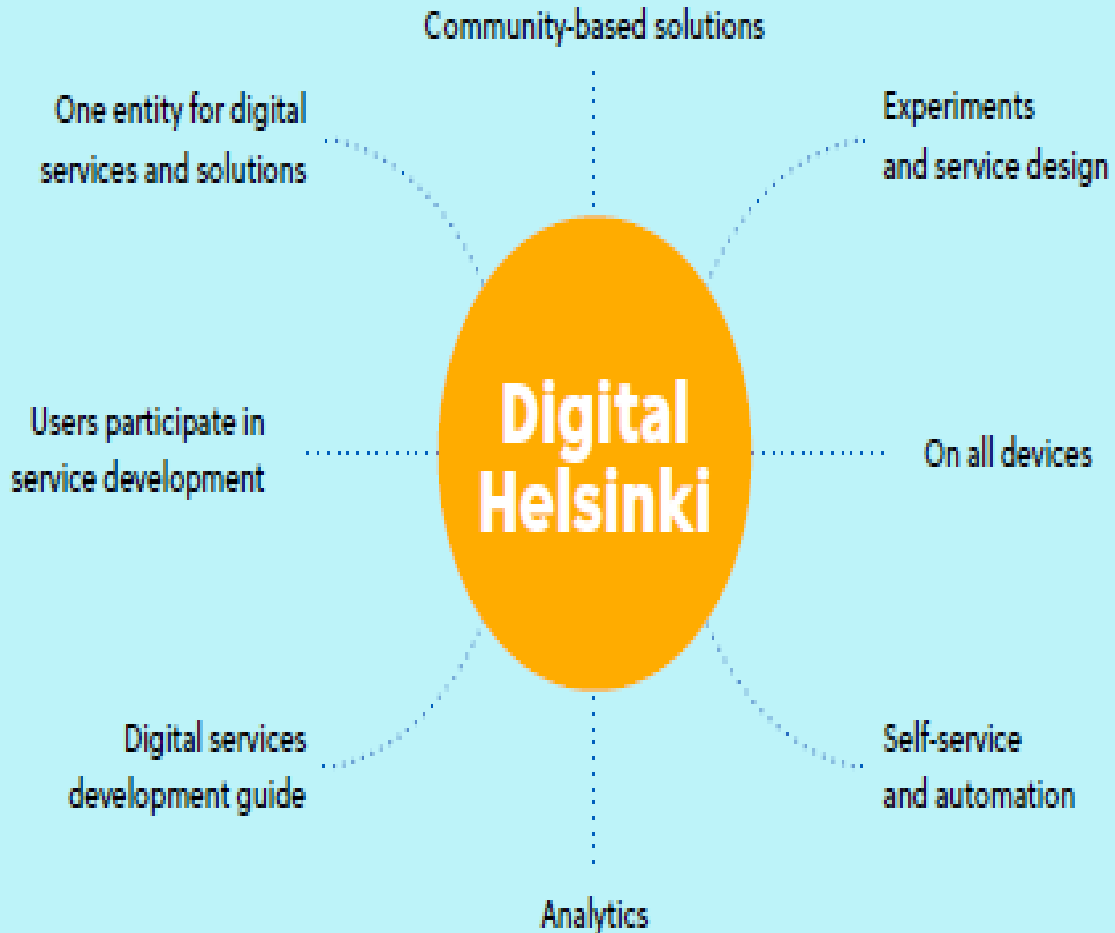 Community-based solutions
One entity for digital
services and solutions
Experiments
and service design
Users participate in
service development
Digital
Helsinki
On all devices
Digital services
development guide
Self-service
and automation
Analytics